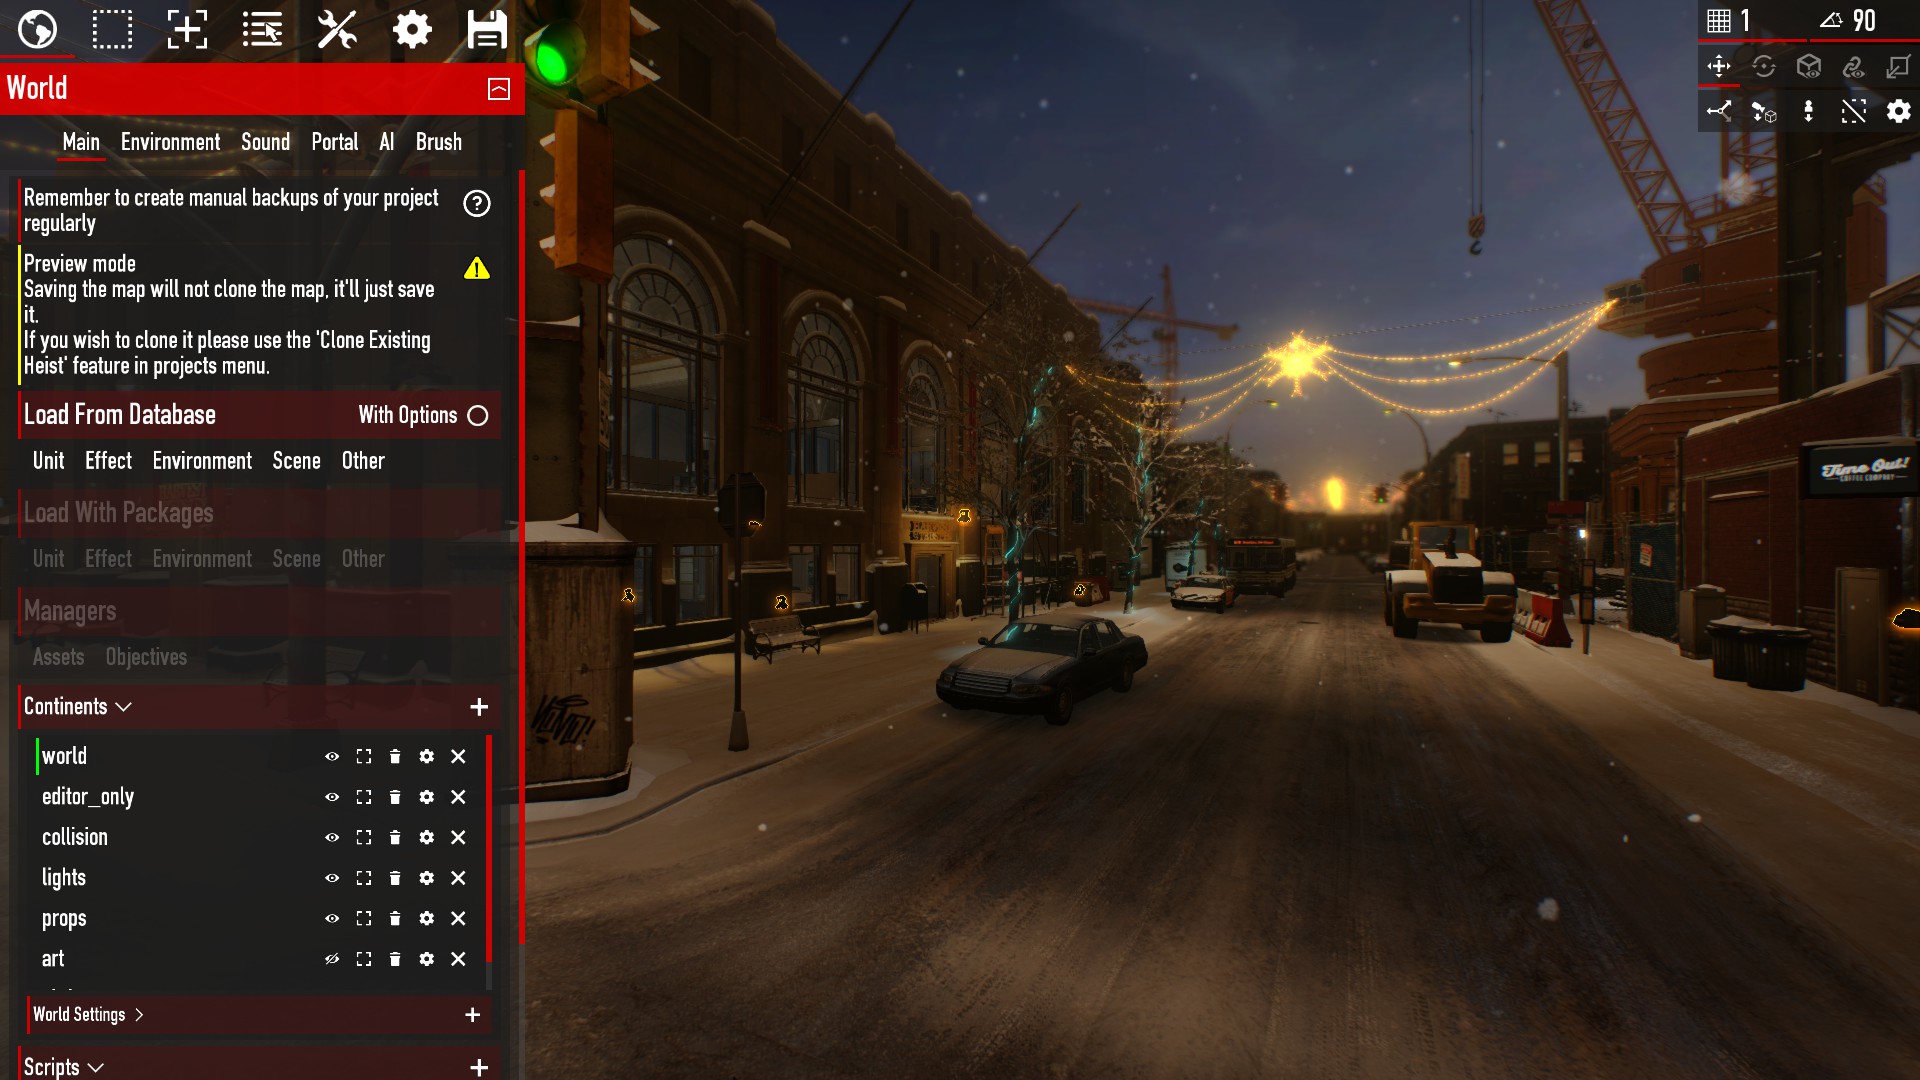 1
90
World
Main Environment Sound Portal AI Brush
Remember to create manual backups of your project
regularly
Preview mode
Saving the map will not clone the map, it'll just save
it.
If you wish to clone it please use the 'Clone Existing
Heist' feature in projects menu.
Load From Database With Options
Unit Effect Environment Scene Other
Load With Packages
Unit Effect Environment Scene Other
Managers
Assets Objectives
Continents
world
editor_only
collision
lights
props
art
World Settings
Scripts
Time Out!
COFFEE COMPANY